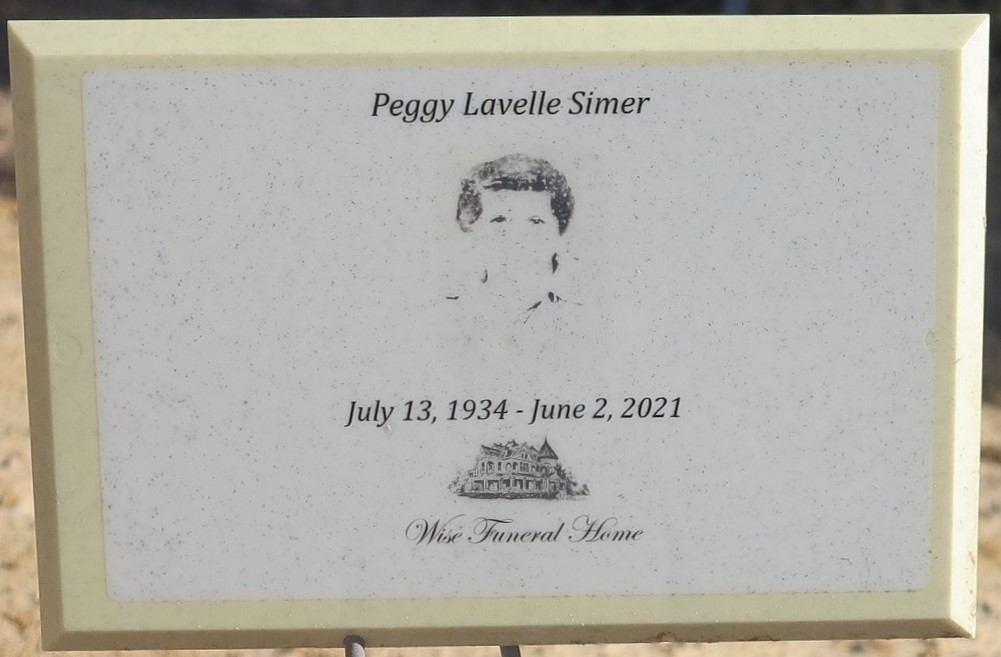 Peggy Lavelle Simer
July 13, 1934 - June 2, 2021
Wise Funeral Home